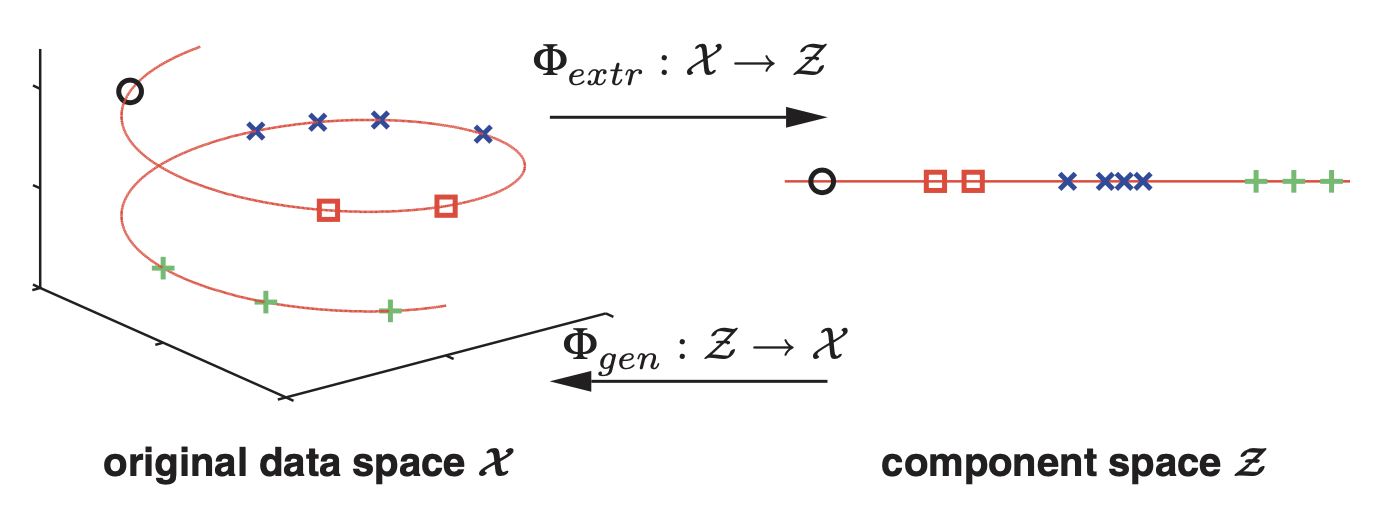 Φ_extr : 𝒳 → 𝒵
Φ_gen : 𝒵 → 𝒳
original data space 𝒳
component space 𝒵